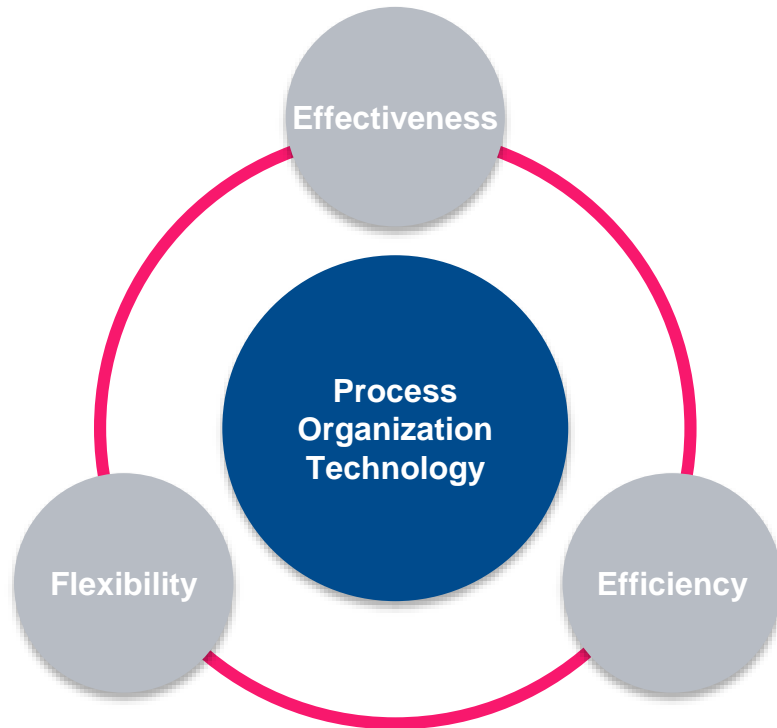 Effectiveness
Process
Organization
Technology
Flexibility
Efficiency